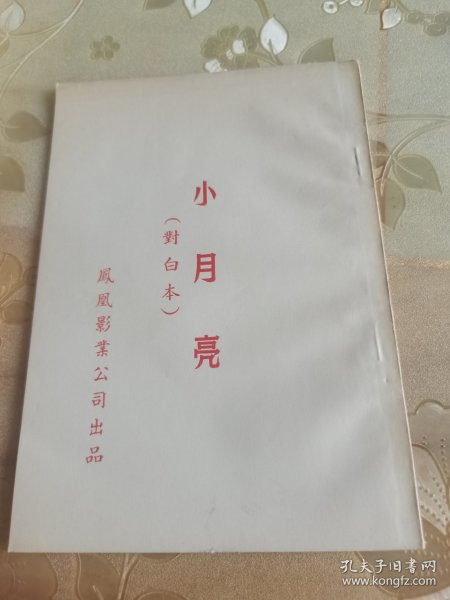 小月亮
（對白本）
鳳凰影業公司出品
孔夫子旧书网
www.kongfz.com